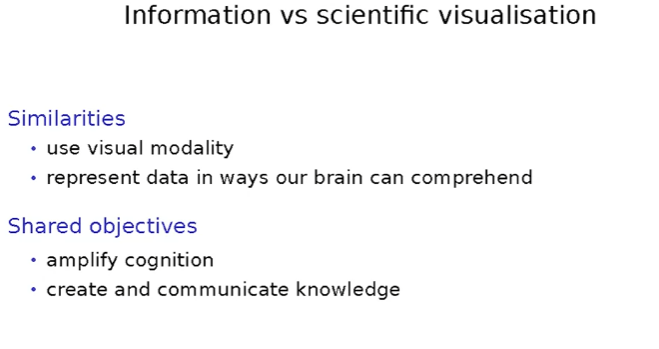 Information vs scientific visualisation
Similarities
• use visual modality
• represent data in ways our brain can comprehend
Shared objectives
• amplify cognition
• create and communicate knowledge